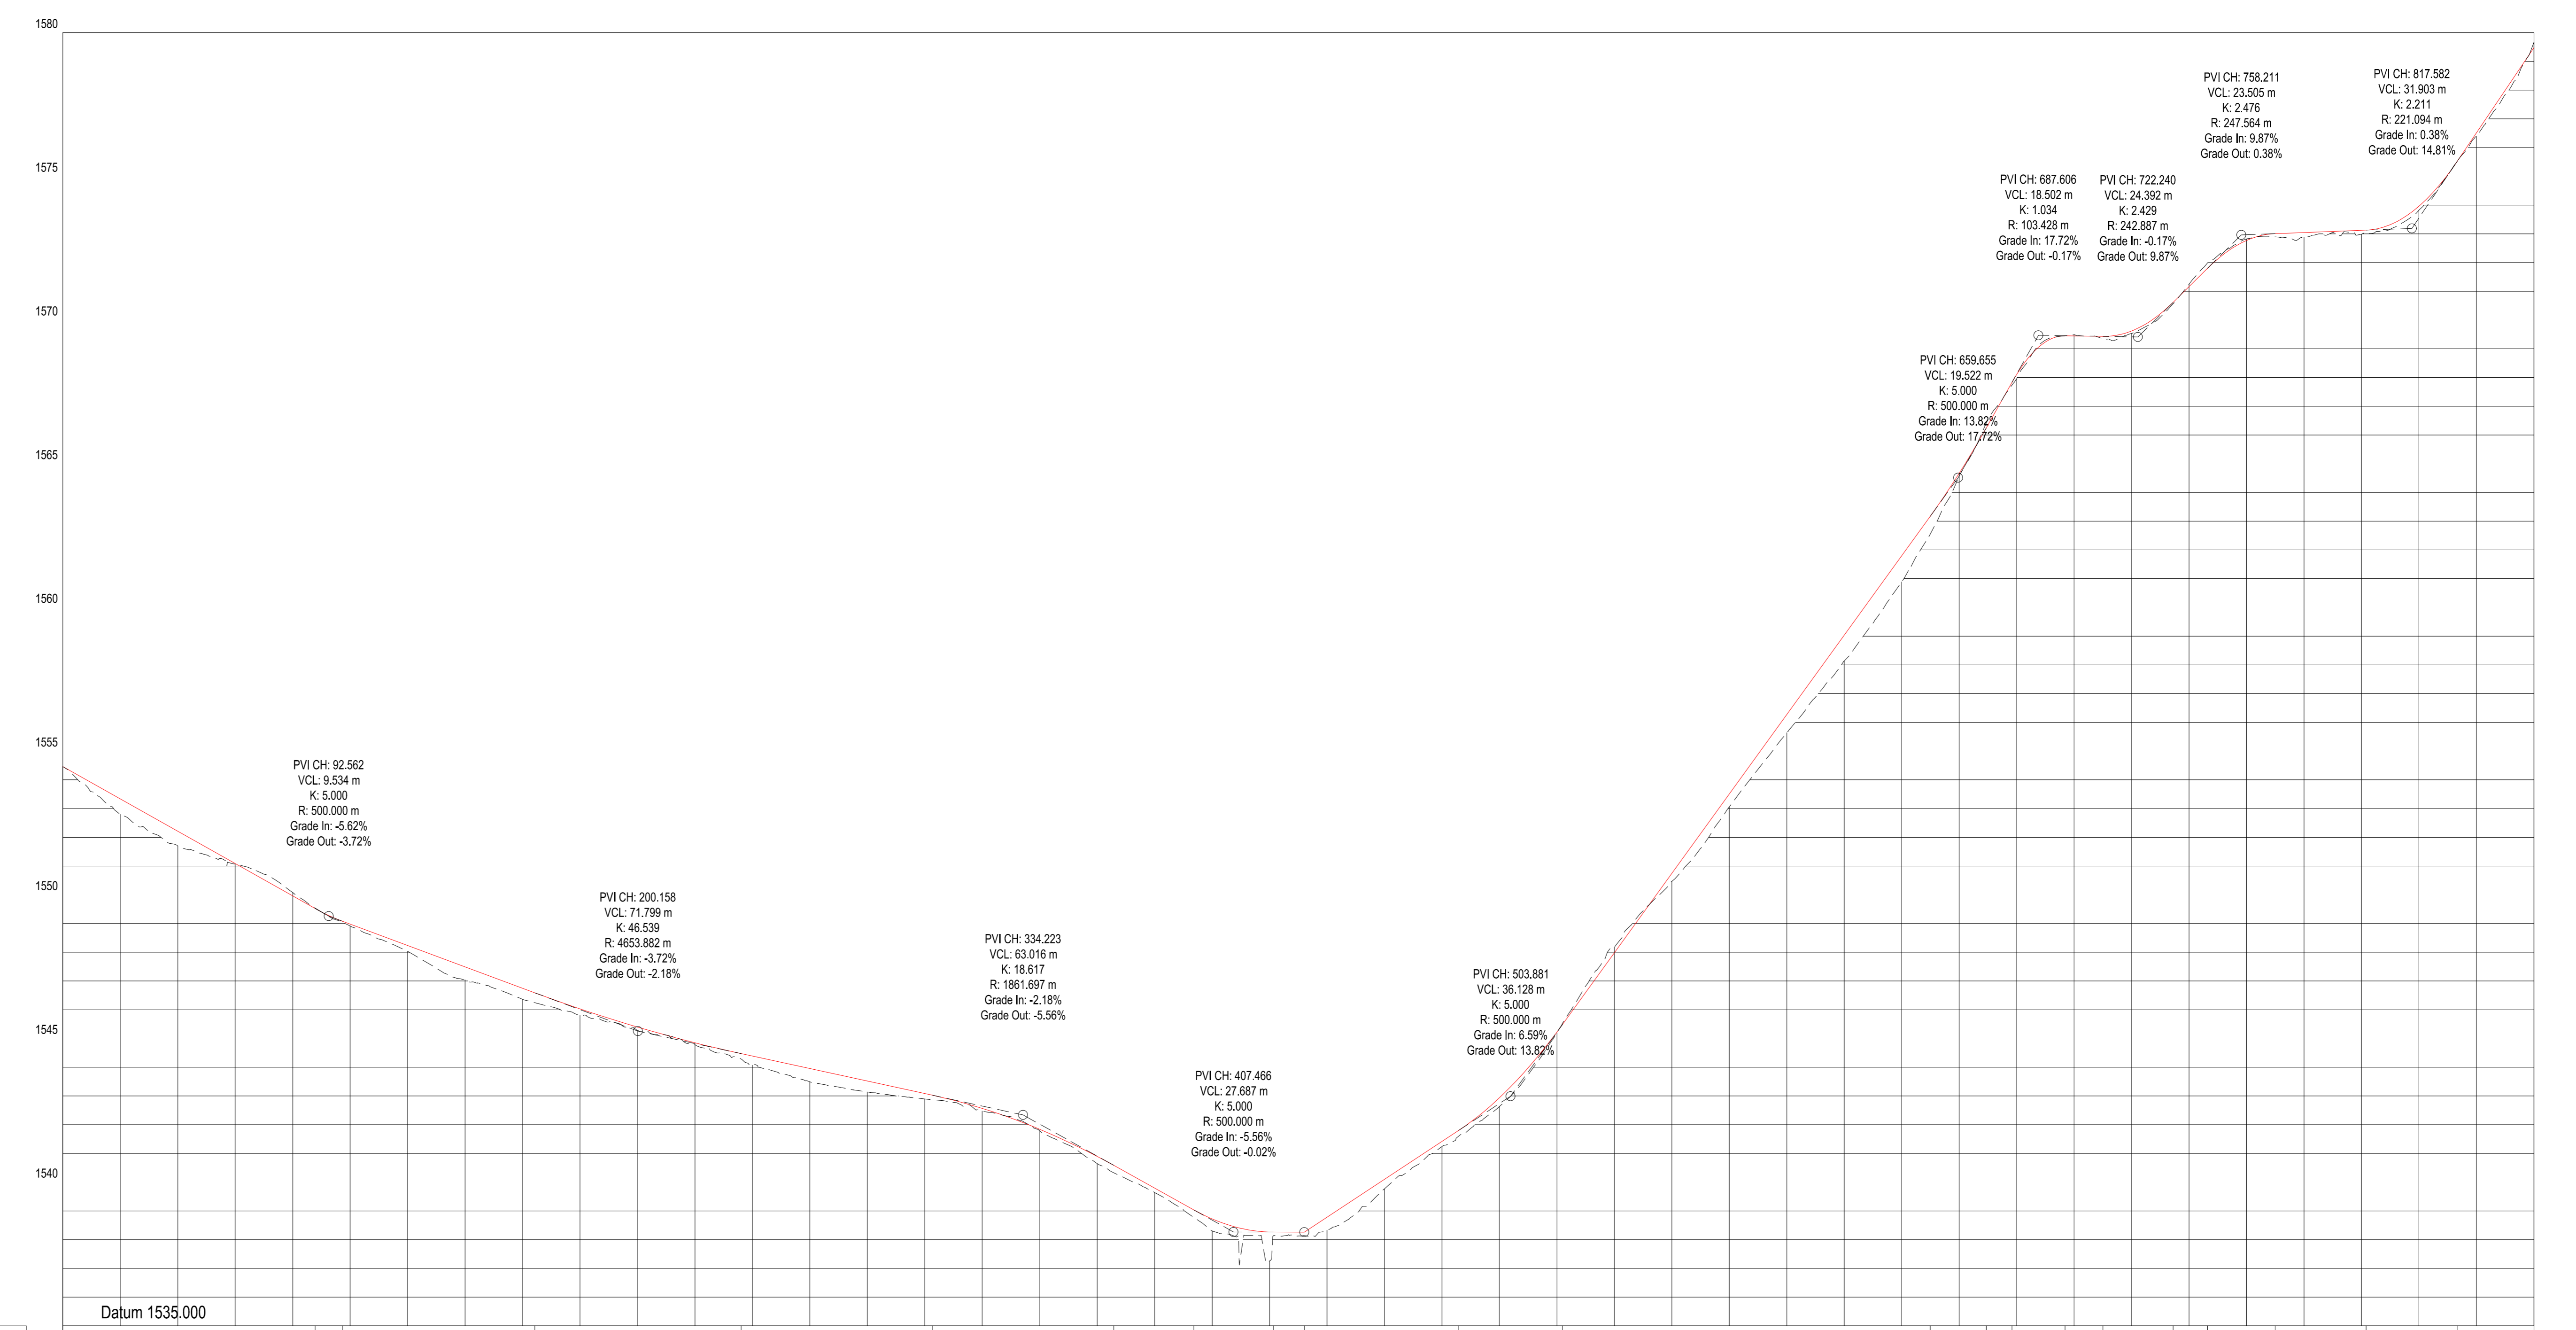 1580
1575
1570
1565
1560
1555
1550
1545
1540
PVI CH: 92.562
VCL: 9.534 m
K: 5.000
R: 500.000 m
Grade In: -5.62%
Grade Out: -3.72%
PVI CH: 200.158
VCL: 71.799 m
K: 46.539
R: 4653.882 m
Grade In: -3.72%
Grade Out: -2.18%
PVI CH: 334.223
VCL: 63.016 m
K: 18.617
R: 1861.697 m
Grade In: -2.18%
Grade Out: -5.56%
PVI CH: 407.466
VCL: 27.687 m
K: 5.000
R: 500.000 m
Grade In: -5.56%
Grade Out: -0.02%
PVI CH: 503.881
VCL: 36.128 m
K: 5.000
R: 500.000 m
Grade In: 6.59%
Grade Out: 13.82%
PVI CH: 659.655
VCL: 19.522 m
K: 5.000
R: 500.000 m
Grade In: 13.82%
Grade Out: 17.72%
PVI CH: 687.606
VCL: 18.502 m
K: 1.034
R: 103.428 m
Grade In: 17.72%
Grade Out: -0.17%
PVI CH: 722.240
VCL: 24.392 m
K: 2.429
R: 242.887 m
Grade In: -0.17%
Grade Out: 9.87%
PVI CH: 758.211
VCL: 23.505 m
K: 2.476
R: 247.564 m
Grade In: 9.87%
Grade Out: 0.38%
PVI CH: 817.582
VCL: 31.903 m
K: 2.211
R: 221.094 m
Grade In: 0.38%
Grade Out: 14.81%
Datum 1535.000